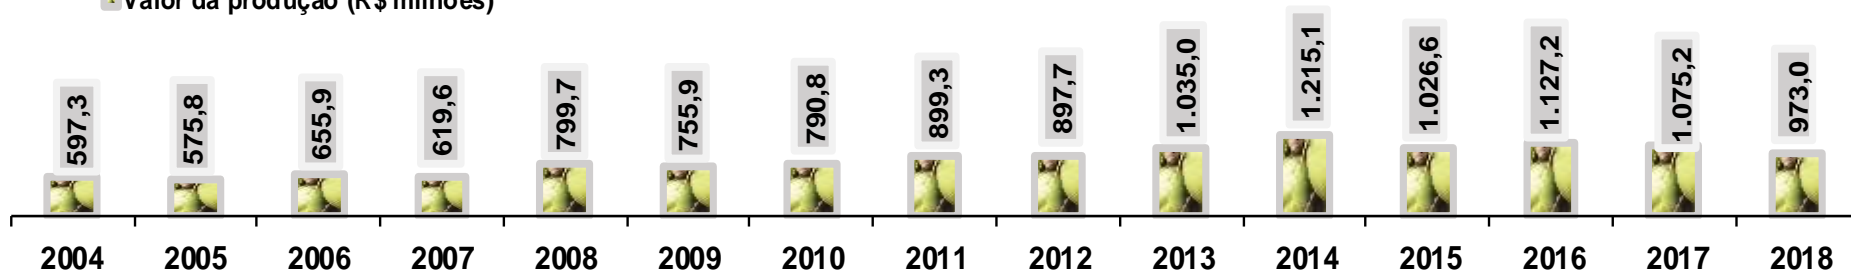 Valor da produção (R$ milhões)
597,3 575,8 655,9 619,6 799,7 755,9 790,8 899,3 897,7 1.035,0 1.215,1 1.026,6 1.127,2 1.075,2 973,0
2004 2005 2006 2007 2008 2009 2010 2011 2012 2013 2014 2015 2016 2017 2018